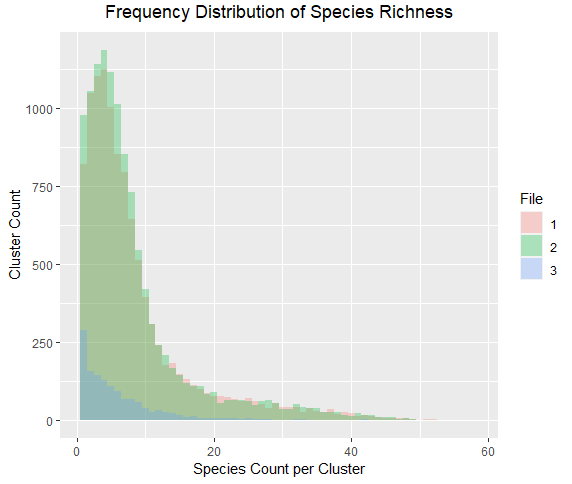 Frequency Distribution of Species Richness
Cluster Count
1000
750
500
250
0
0 20 40 60
Species Count per Cluster
File
1
2
3